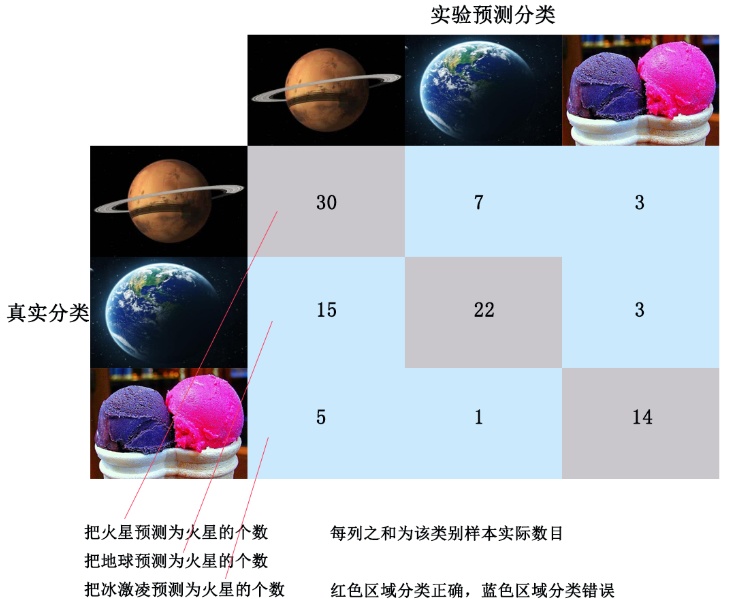 实验预测分类
30 7 3
真实分类
15 22 3
5 1 14
把火星预测为火星的个数 每列之和为该类别样本实际数目
把地球预测为火星的个数
把冰激凌预测为火星的个数 红色区域分类正确，蓝色区域分类错误